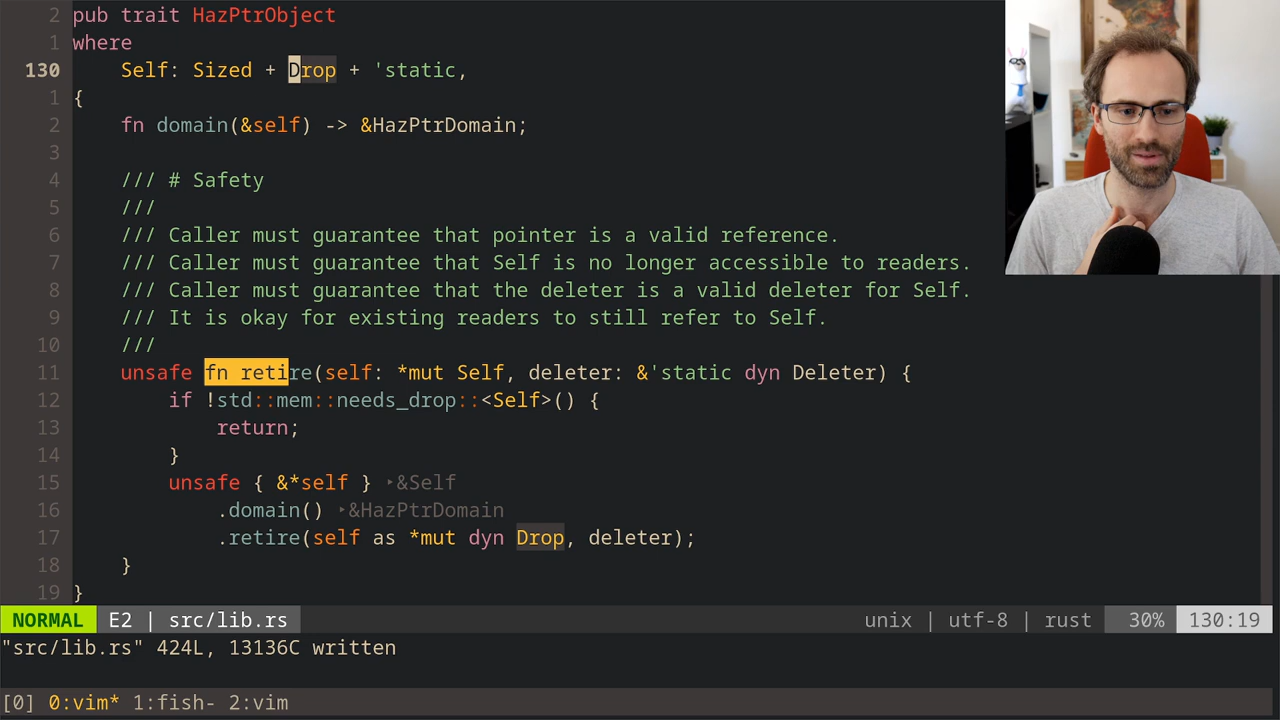 2 pub trait HazPtrObject
1 where
130     Self: Sized + Drop + 'static,
1 {
2     fn domain(&self) -> &HazPtrDomain;
3
4     /// # Safety
5     ///
6     /// Caller must guarantee that pointer is a valid reference.
7     /// Caller must guarantee that Self is no longer accessible to readers.
8     /// Caller must guarantee that the deleter is a valid deleter for Self.
9     /// It is okay for existing readers to still refer to Self.
10     ///
11     unsafe fn retire(self: *mut Self, deleter: &'static dyn Deleter) {
12         if !std::mem::needs_drop::<Self>() {
13             return;
14         }
15         unsafe { &*self } ‣&Self
16             .domain() ‣&HazPtrDomain
17             .retire(self as *mut dyn Drop, deleter);
18     }
19 }
NORMAL E2 | src/lib.rs unix | utf-8 | rust 30% 130:19
"src/lib.rs" 424L, 13136C written
[0] 0:vim* 1:fish- 2:vim